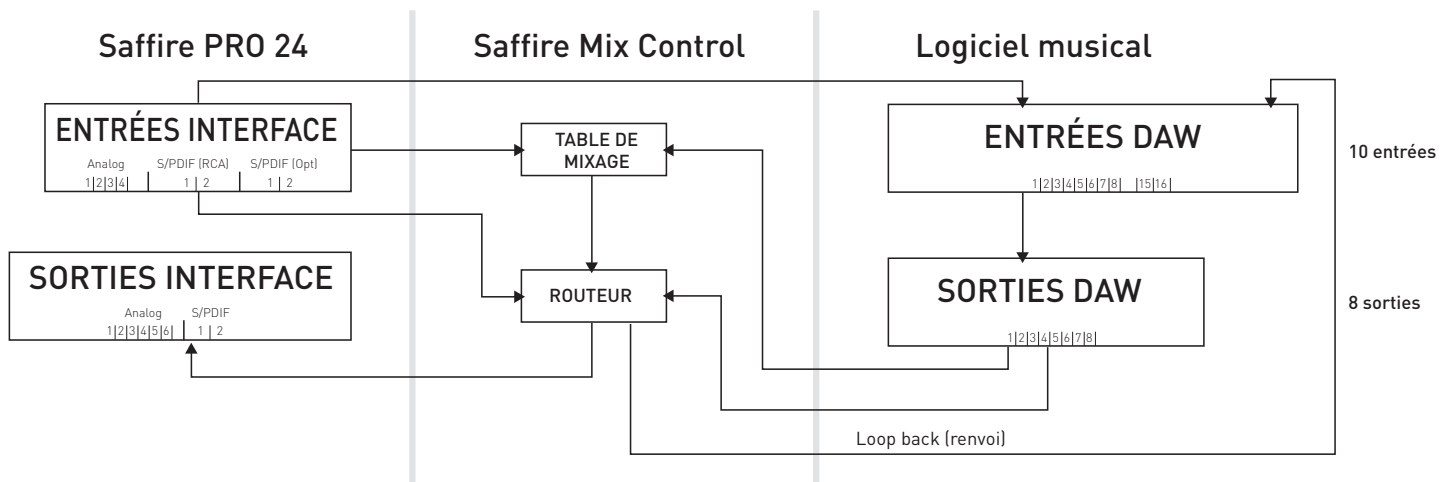 Saffire PRO 24
Saffire Mix Control
Logiciel musical
ENTRÉES INTERFACE
Analog S/PDIF (RCA) S/PDIF (Opt)
1|2|3|4| 1 | 2 1 | 2
TABLE DE
MIXAGE
ENTRÉES DAW
1|2|3|4|5|6|7|8| |15|16|
10 entrées
SORTIES INTERFACE
Analog S/PDIF
1|2|3|4|5|6| 1 | 2
ROUTEUR
SORTIES DAW
1|2|3|4|5|6|7|8|
8 sorties
Loop back (renvoi)